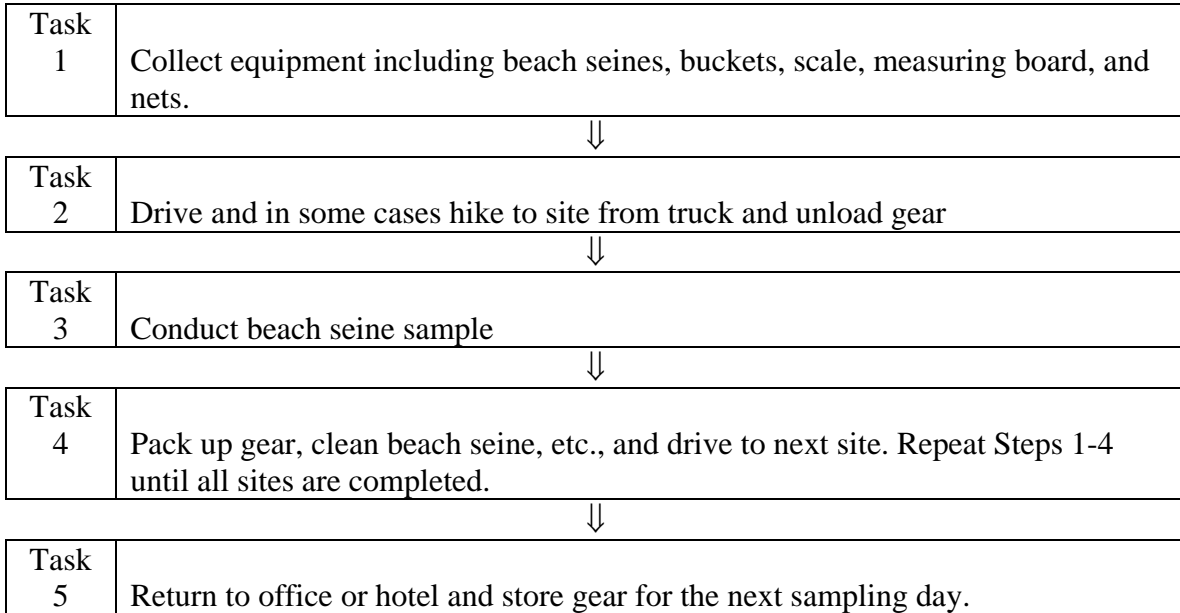 Task
1
Collect equipment including beach seines, buckets, scale, measuring board, and
nets.
⇓
Task
2
Drive and in some cases hike to site from truck and unload gear
⇓
Task
3
Conduct beach seine sample
⇓
Task
4
Pack up gear, clean beach seine, etc., and drive to next site. Repeat Steps 1-4
until all sites are completed.
⇓
Task
5
Return to office or hotel and store gear for the next sampling day.